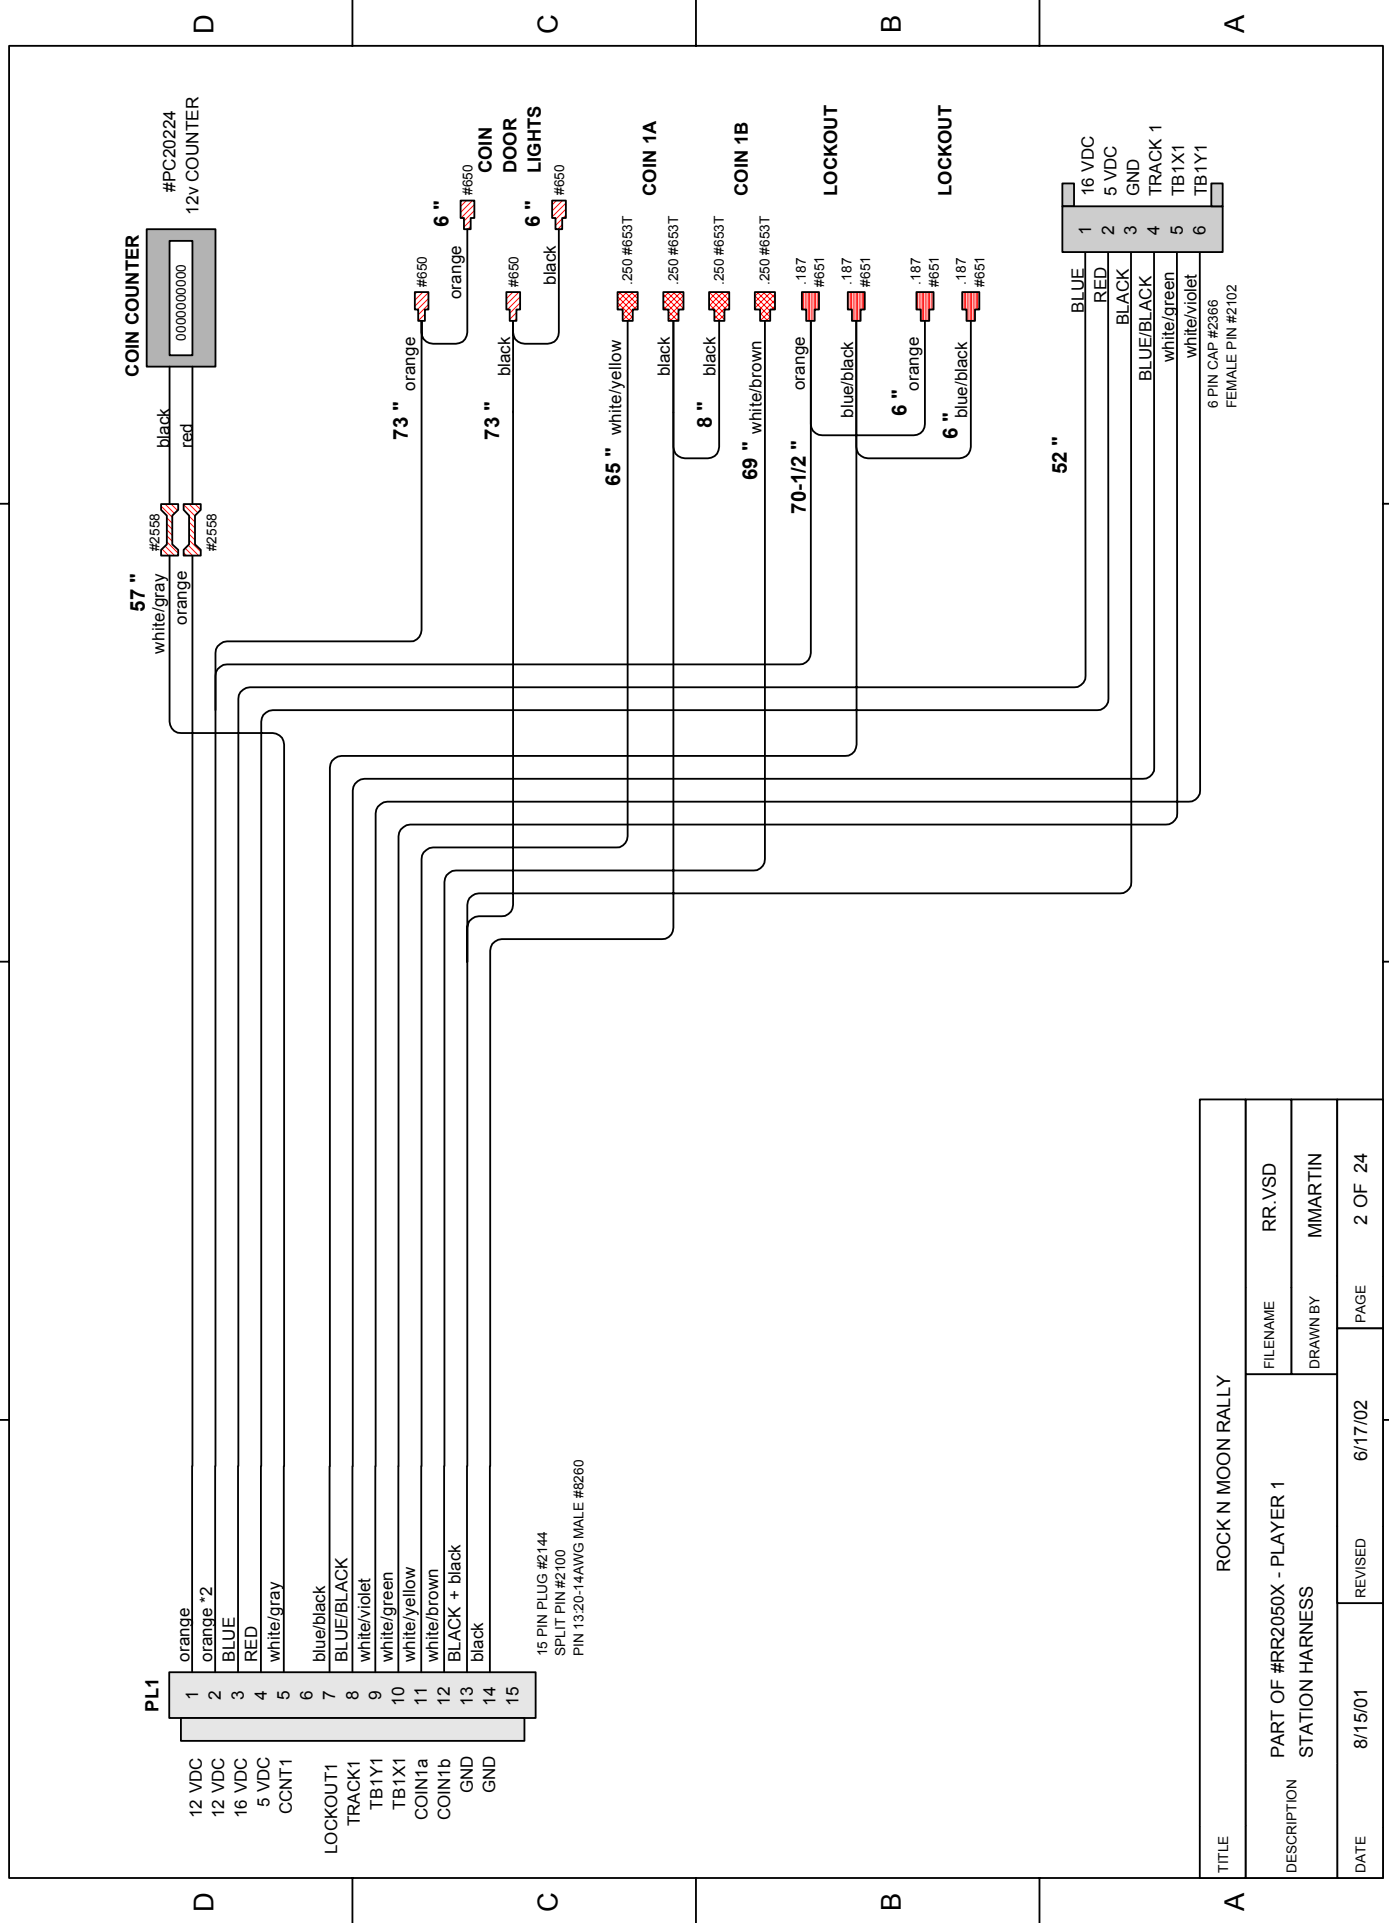 D
C
B
A
COIN COUNTER
0000000000
#PC20224
12v COUNTER
black
red
#2558
#2558
57 "
white/gray
orange
73 "
orange
#650
orange
6 "
#650
COIN
DOOR
LIGHTS
73 "
black
#650
black
6 "
#650
65 "
white/yellow
.250 #653T
COIN 1A
black
.250 #653T
8 "
black
.250 #653T
COIN 1B
69 "
white/brown
.250 #653T
70-1/2 "
orange
.187
#651
LOCKOUT
blue/black
.187
#651
6 "
orange
.187
#651
LOCKOUT
6 "
blue/black
.187
#651
52 "
BLUE
1
16 VDC
RED
2
5 VDC
BLACK
3
GND
BLUE/BLACK
4
TRACK 1
white/green
5
TB1X1
white/violet
6
TB1Y1
6 PIN CAP #2366
FEMALE PIN #2102
PL1
12 VDC
1
orange
12 VDC
2
orange *2
16 VDC
3
BLUE
5 VDC
4
RED
CCNT1
5
white/gray
6
LOCKOUT1
7
blue/black
TRACK1
8
BLUE/BLACK
TB1Y1
9
white/violet
TB1X1
10
white/green
COIN1a
11
white/yellow
COIN1b
12
white/brown
GND
13
BLACK + black
GND
14
black
15
15 PIN PLUG #2144
SPLIT PIN #2100
PIN 13:20-14AWG MALE #8260
TITLE
ROCK N MOON RALLY
DESCRIPTION
PART OF #RR2050X - PLAYER 1
STATION HARNESS
FILENAME
RR.VSD
DRAWN BY
MMARTIN
DATE
8/15/01
REVISED
6/17/02
PAGE
2 OF 24
D
C
B
A